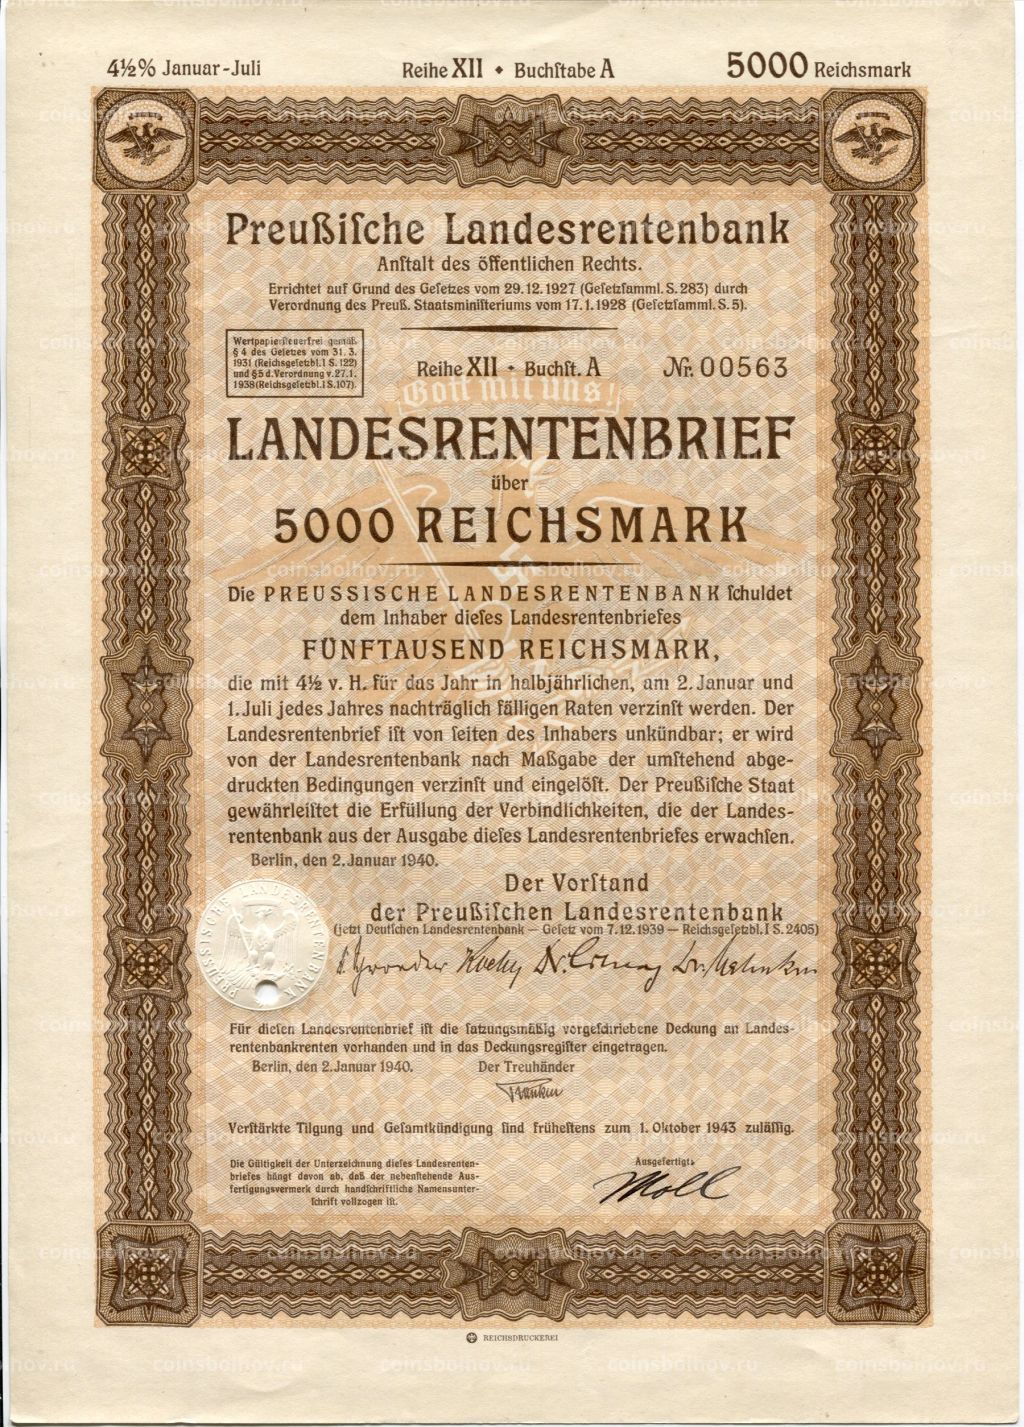 4½% Januar-Juli
Reihe XII • Buchſtabe A
5000 Reichsmark
Preußiſche Landesrentenbank
Anſtalt des öffentlichen Rechts.
Errichtet auf Grund des Geſetzes vom 29.12.1927 (Geſetzſamml. S. 283) durch
Verordnung des Preuß. Staatsminiſteriums vom 17.1.1928 (Geſetzſamml. S. 5).
Wertpapierſteuerfrei gemäß
§ 4 des Geſetzes vom 31.3.
1931 (Reichsgeſetzbl. I S. 122)
und § 5 d. Verordnung v. 27.1.
1938 (Reichsgeſetzbl. I S. 107).
Reihe XII • Buchſt. A
Nr. 00563
Gott mit uns!
LANDESRENTENBRIEF
über
5000 REICHSMARK
Die PREUSSISCHE LANDESRENTENBANK ſchuldet
dem Inhaber dieſes Landesrentenbriefes
FÜNFTAUSEND REICHSMARK,
die mit 4½ v. H. für das Jahr in halbjährlichen, am 2. Januar und
1. Juli jedes Jahres nachträglich fälligen Raten verzinſt werden. Der
Landesrentenbrief iſt von ſeiten des Inhabers unkündbar; er wird
von der Landesrentenbank nach Maßgabe der umſtehend abge-
druckten Bedingungen verzinſt und eingelöſt. Der Preußiſche Staat
gewährleiſtet die Erfüllung der Verbindlichkeiten, die der Landes-
rentenbank aus der Ausgabe dieſes Landesrentenbriefes erwachſen.
Berlin, den 2. Januar 1940.
Der Vorſtand
der Preußiſchen Landesrentenbank
(jetzt Deutſchen Landesrentenbank — Geſetz vom 7.12.1939 — Reichsgeſetzbl. I S. 2405)
PREUSSISCHE LANDESRENTENBANK
Für dieſen Landesrentenbrief iſt die ſatzungsmäßig vorgeſchriebene Deckung an Landes-
rentenbankrenten vorhanden und in das Deckungsregiſter eingetragen.
Berlin, den 2. Januar 1940.
Der Treuhänder
Verſtärkte Tilgung und Geſamtkündigung ſind früheſtens zum 1. Oktober 1943 zuläſſig.
Die Gültigkeit der Unterzeichnung dieſes Landesrenten-
briefes hängt davon ab, daß der nebenſtehende Aus-
fertigungsvermerk durch handſchriftliche Namensunter-
ſchrift vollzogen iſt.
Ausgefertigt:
Moll
REICHSDRUCKEREI
coinsbolhov.ru